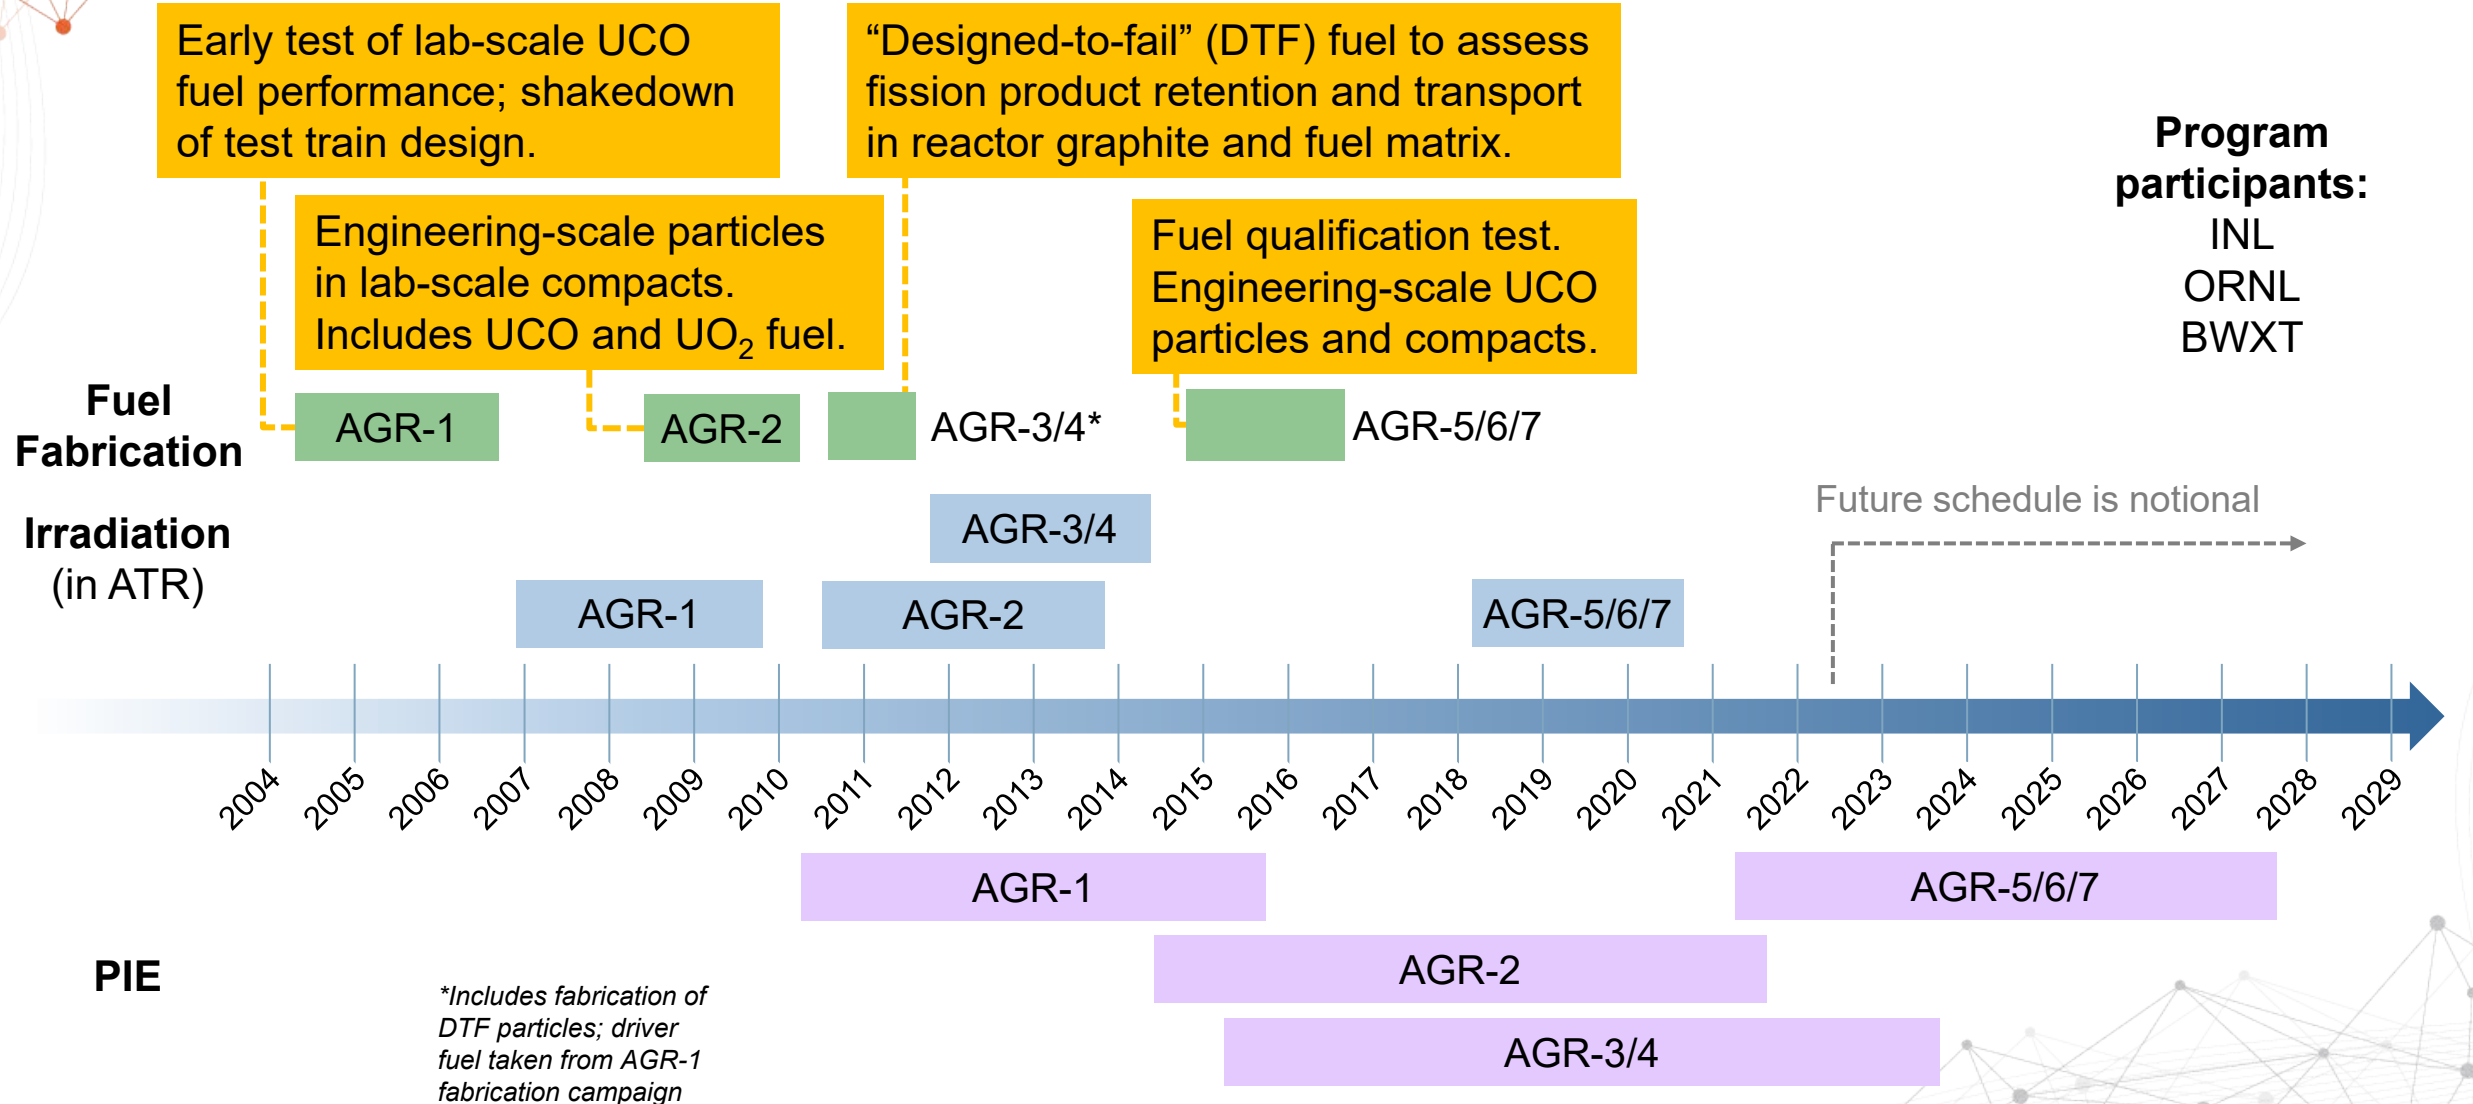 Early test of lab-scale UCO
fuel performance; shakedown
of test train design.
“Designed-to-fail” (DTF) fuel to assess
fission product retention and transport
in reactor graphite and fuel matrix.
Program
participants:
INL
ORNL
BWXT
Engineering-scale particles
in lab-scale compacts.
Includes UCO and UO₂ fuel.
Fuel qualification test.
Engineering-scale UCO
particles and compacts.
Fuel
Fabrication
AGR-1
AGR-2
AGR-3/4*
AGR-5/6/7
Irradiation
(in ATR)
AGR-3/4
Future schedule is notional
AGR-1
AGR-2
AGR-5/6/7
2004
2005
2006
2007
2008
2009
2010
2011
2012
2013
2014
2015
2016
2017
2018
2019
2020
2021
2022
2023
2024
2025
2026
2027
2028
2029
PIE
AGR-1
AGR-5/6/7
AGR-2
AGR-3/4
*Includes fabrication of
DTF particles; driver
fuel taken from AGR-1
fabrication campaign